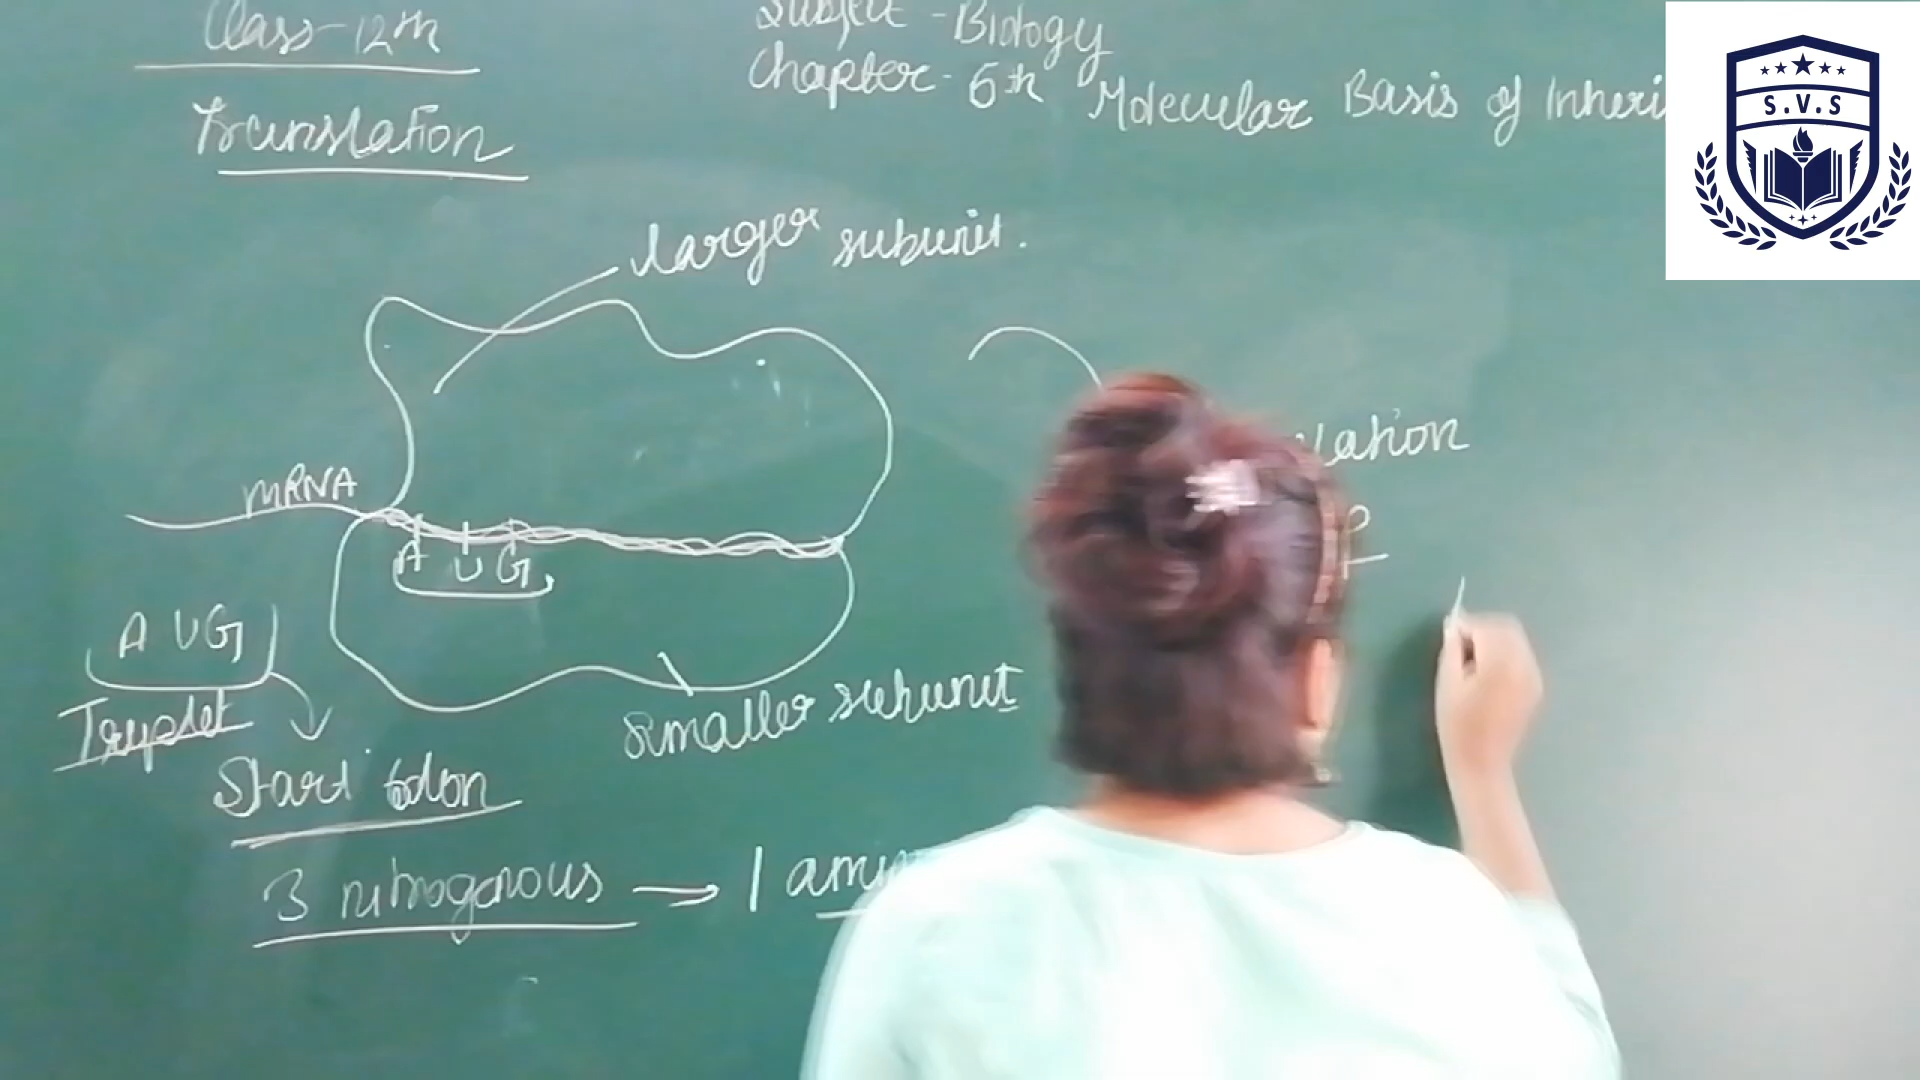 Class-12th
Subject - Biology
Chapter - 6th Molecular Basis of Inheri
S.V.S
Translation
larger subunit.
mRNA
lation
P
A U G
A U G
Triplet
smaller subunit
Start Codon
3 nitrogenous → 1 ami